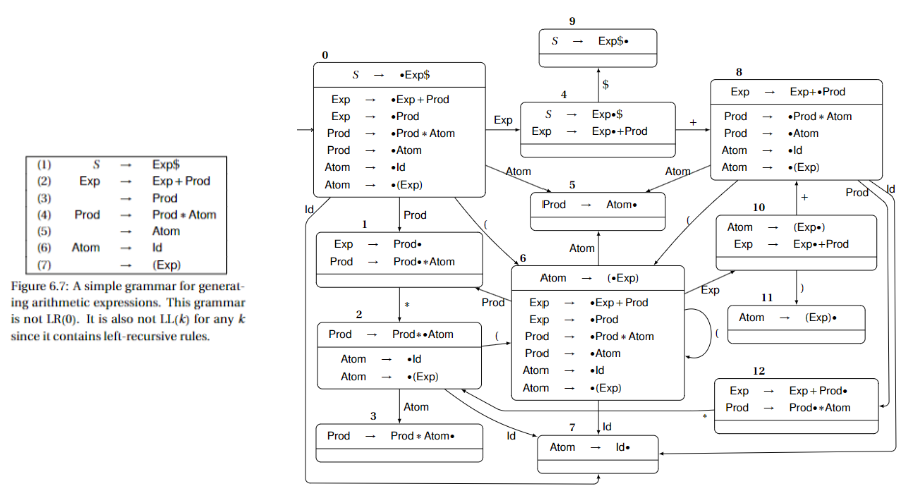 (1) S → Exp$
(2) Exp → Exp + Prod
(3) → Prod
(4) Prod → Prod * Atom
(5) → Atom
(6) Atom → Id
(7) → (Exp)
Figure 6.7: A simple grammar for generat-
ing arithmetic expressions. This grammar
is not LR(0). It is also not LL(k) for any k
since it contains left-recursive rules.
0
S → •Exp$
Exp → •Exp + Prod
Exp → •Prod
Prod → •Prod * Atom
Prod → •Atom
Atom → •Id
Atom → •(Exp)
Exp
Atom
Id
Prod
(
9
S → Exp$•
$
4
S → Exp•$
Exp → Exp•+Prod
+
8
Exp → Exp+•Prod
Prod → •Prod * Atom
Prod → •Atom
Atom → •Id
Atom → •(Exp)
Atom
(
Prod
Id
5
Prod → Atom•
Atom
1
Exp → Prod•
Prod → Prod•*Atom
*
6
Atom → (•Exp)
Exp → •Exp + Prod
Exp → •Prod
Prod → •Prod * Atom
Prod → •Atom
Atom → •Id
Atom → •(Exp)
Prod
Exp
(
Id
10
Atom → (Exp•)
Exp → Exp•+Prod
+
)
11
Atom → (Exp)•
2
Prod → Prod*•Atom
Atom → •Id
Atom → •(Exp)
(
Atom
Id
12
Exp → Exp + Prod•
Prod → Prod•*Atom
*
3
Prod → Prod * Atom•
7
Atom → Id•